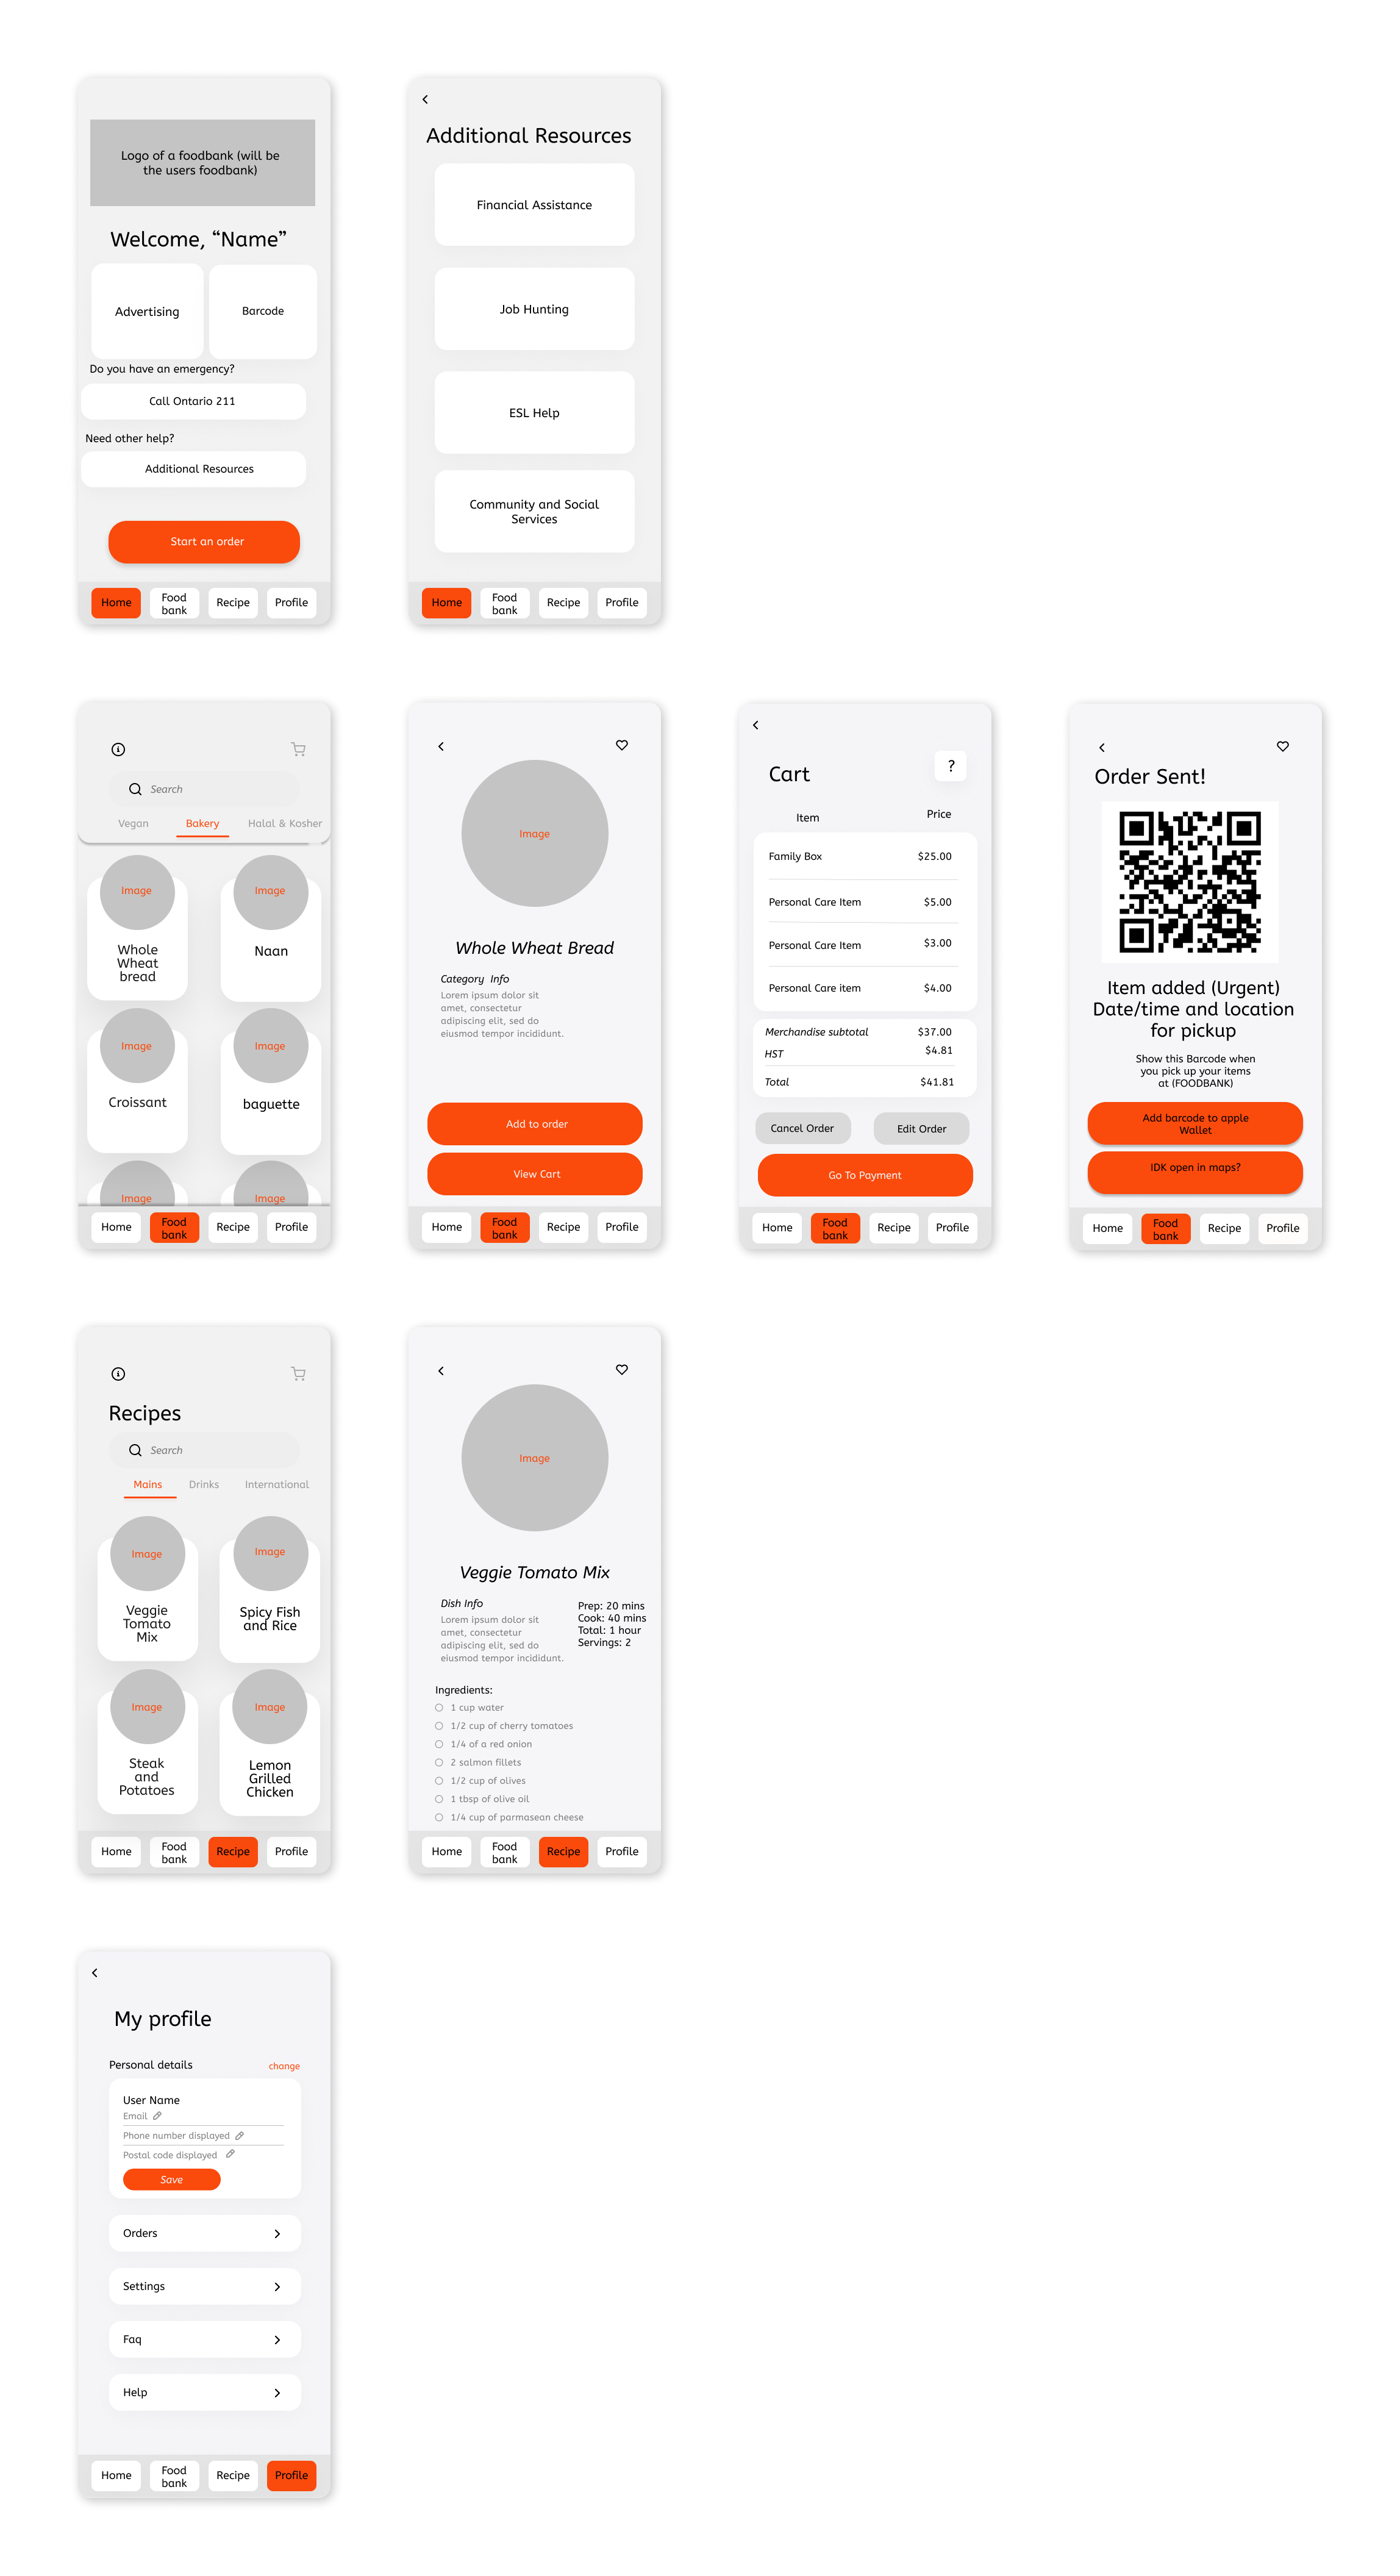 Logo of a foodbank (will be
the users foodbank)
Welcome, “Name”
Advertising
Barcode
Do you have an emergency?
Call Ontario 211
Need other help?
Additional Resources
Start an order
Home
Food
bank
Recipe
Profile
Additional Resources
Financial Assistance
Job Hunting
ESL Help
Community and Social
Services
Home
Food
bank
Recipe
Profile
Search
Vegan
Bakery
Halal & Kosher
Image
Whole
Wheat
bread
Image
Naan
Image
Croissant
Image
baguette
Image
Image
Home
Food
bank
Recipe
Profile
Image
Whole Wheat Bread
Category Info
Lorem ipsum dolor sit
amet, consectetur
adipiscing elit, sed do
eiusmod tempor incididunt.
Add to order
View Cart
Home
Food
bank
Recipe
Profile
Cart
?
Item Price
Family Box $25.00
Personal Care Item $5.00
Personal Care Item $3.00
Personal Care item $4.00
Merchandise subtotal $37.00
HST $4.81
Total $41.81
Cancel Order
Edit Order
Go To Payment
Home
Food
bank
Recipe
Profile
Order Sent!
Item added (Urgent)
Date/time and location
for pickup
Show this Barcode when
you pick up your items
at (FOODBANK)
Add barcode to apple
Wallet
IDK open in maps?
Home
Food
bank
Recipe
Profile
Recipes
Search
Mains
Drinks
International
Image
Veggie
Tomato
Mix
Image
Spicy Fish
and Rice
Image
Steak
and
Potatoes
Image
Lemon
Grilled
Chicken
Home
Food
bank
Recipe
Profile
Image
Veggie Tomato Mix
Dish Info
Lorem ipsum dolor sit
amet, consectetur
adipiscing elit, sed do
eiusmod tempor incididunt.
Prep: 20 mins
Cook: 40 mins
Total: 1 hour
Servings: 2
Ingredients:
1 cup water
1/2 cup of cherry tomatoes
1/4 of a red onion
2 salmon fillets
1/2 cup of olives
1 tbsp of olive oil
1/4 cup of parmasean cheese
Home
Food
bank
Recipe
Profile
My profile
Personal details
change
User Name
Email
Phone number displayed
Postal code displayed
Save
Orders
Settings
Faq
Help
Home
Food
bank
Recipe
Profile